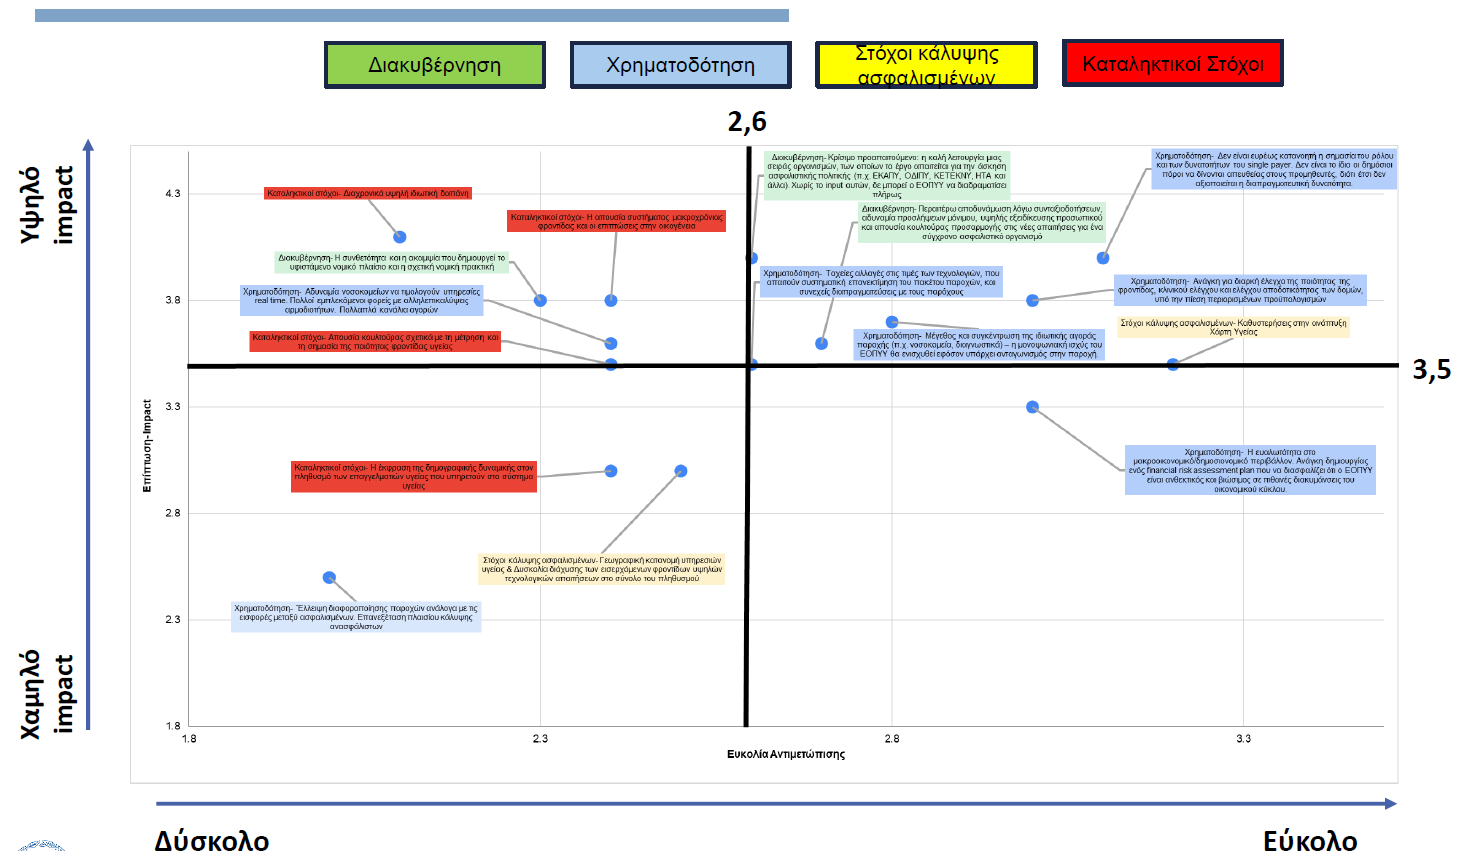 Διακυβέρνηση
Χρηματοδότηση
Στόχοι κάλυψης
ασφαλισμένων
Καταληκτικοί Στόχοι
2,6
Υψηλό
impact
Χαμηλό
impact
Επίπτωση-Impact
4.3
3.8
3.3
2.8
2.3
1.8
Καταληκτικοί στόχοι- Διαχρονικά υψηλή ιδιωτική δαπάνη
Καταληκτικοί στόχοι- Η απουσία συστήματος μακροχρόνιας
φροντίδας και οι επιπτώσεις στην οικογένεια
Διακυβέρνηση- Η συνθετότητα και η ακαμψία που δημιουργεί το
υφιστάμενο νομικό πλαίσιο και η σχετική νομική πρακτική
Χρηματοδότηση- Αδυναμία νοσοκομείων να τιμολογούν υπηρεσίες
real time. Πολλοί εμπλεκόμενοι φορείς με αλληλεπικαλύψεις
αρμοδιοτήτων. Πολλαπλά κανάλια αγορών
Καταληκτικοί στόχοι- Απουσία κουλτούρας σχετικά με τη μέτρηση και
τη σημασία της ποιότητας φροντίδας υγείας
Διακυβέρνηση- Κρίσιμο προαπαιτούμενο: η καλή λειτουργία μιας
σειράς οργανισμών, των οποίων το έργο απαιτείται για την άσκηση
ασφαλιστικής πολιτικής (π.χ. ΕΚΑΠΥ, ΟΔΙΠΥ, ΚΕΤΕΚΝΥ, ΗΤΑ και
άλλα). Χωρίς το input αυτών, δε μπορεί ο ΕΟΠΥΥ να διαδραματίσει
πλήρως
Διακυβέρνηση- Περαιτέρω αποδυνάμωση λόγω συνταξιοδοτήσεων,
αδυναμία προσλήψεων μόνιμου, υψηλής εξειδίκευσης προσωπικού
και απουσία κουλτούρας προσαρμογής στις νέες απαιτήσεις για ένα
σύγχρονο ασφαλιστικό οργανισμό
Χρηματοδότηση- Δεν είναι ευρέως κατανοητή η σημασία του ρόλου
και των δυνατοτήτων του single payer. Δεν είναι το ίδιο οι δημόσιοι
πόροι να δίνονται απευθείας στους προμηθευτές, διότι έτσι δεν
αξιοποιείται η διαπραγματευτική δυνατότητα.
Χρηματοδότηση- Ταχείες αλλαγές στις τιμές των τεχνολογιών, που
απαιτούν συστηματική επανεκτίμηση του πακέτου παροχών, και
συνεχείς διαπραγματεύσεις με τους παρόχους
Χρηματοδότηση- Ανάγκη για διαρκή έλεγχο της ποιότητας της
φροντίδας, κλινικού ελέγχου και ελέγχου αποδοτικότητας των δομών,
υπό την πίεση περιορισμένων προϋπολογισμών
Χρηματοδότηση- Μέγεθος και συγκέντρωση της ιδιωτικής αγοράς
παροχής (π.χ. νοσοκομεία, διαγνωστικά) – η μονοψωνιακή ισχύς του
ΕΟΠΥΥ θα ενισχυθεί εφόσον υπάρχει ανταγωνισμός στην παροχή.
Στόχοι κάλυψης ασφαλισμένων- Καθυστερήσεις στην ανάπτυξη
Χάρτη Υγείας
3,5
Καταληκτικοί στόχοι- Η έκφραση της δημογραφικής δυναμικής στον
πληθυσμό των επαγγελματιών υγείας που υπηρετούν στο σύστημα
υγείας
Χρηματοδότηση- Η ευαλωτότητα στο
μακροοικονομικό/δημοσιονομικό περιβάλλον. Ανάγκη δημιουργίας
ενός financial risk assessment plan που να διασφαλίζει ότι ο ΕΟΠΥΥ
είναι ανθεκτικός και βιώσιμος σε πιθανές διακυμάνσεις του
οικονομικού κύκλου.
Στόχοι κάλυψης ασφαλισμένων- Γεωγραφική κατανομή υπηρεσιών
υγείας & Δυσκολία διάχυσης των εισερχόμενων φροντίδων υψηλών
τεχνολογικών απαιτήσεων στο σύνολο του πληθυσμού
Χρηματοδότηση- Έλλειψη διαφοροποίησης παροχών ανάλογα με τις
εισφορές μεταξύ ασφαλισμένων. Επανεξέταση πλαισίου κάλυψης
ανασφάλιστων
1.8
2.3
2.8
3.3
Ευκολία Αντιμετώπισης
Δύσκολο
Εύκολο